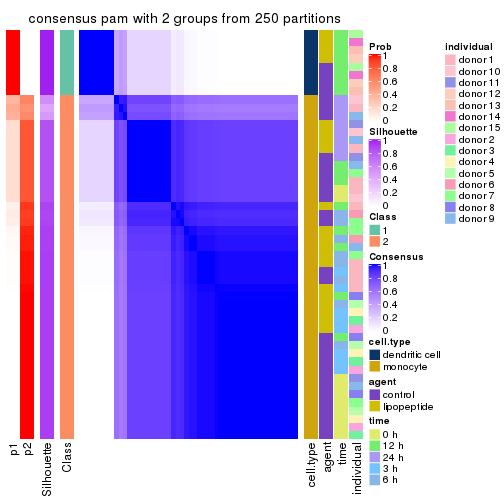 consensus pam with 2 groups from 250 partitions
Prob
1
0.8
0.6
0.4
0.2
0
Silhouette
1
0.8
0.6
0.4
0.2
0
Class
1
2
Consensus
1
0.8
0.6
0.4
0.2
0
cell.type
dendritic cell
monocyte
agent
control
lipopeptide
time
0 h
12 h
24 h
3 h
6 h
individual
donor 1
donor 10
donor 11
donor 12
donor 13
donor 14
donor 15
donor 2
donor 3
donor 4
donor 5
donor 6
donor 7
donor 8
donor 9
p1
p2
Silhouette
Class
cell.type
agent
time
individual